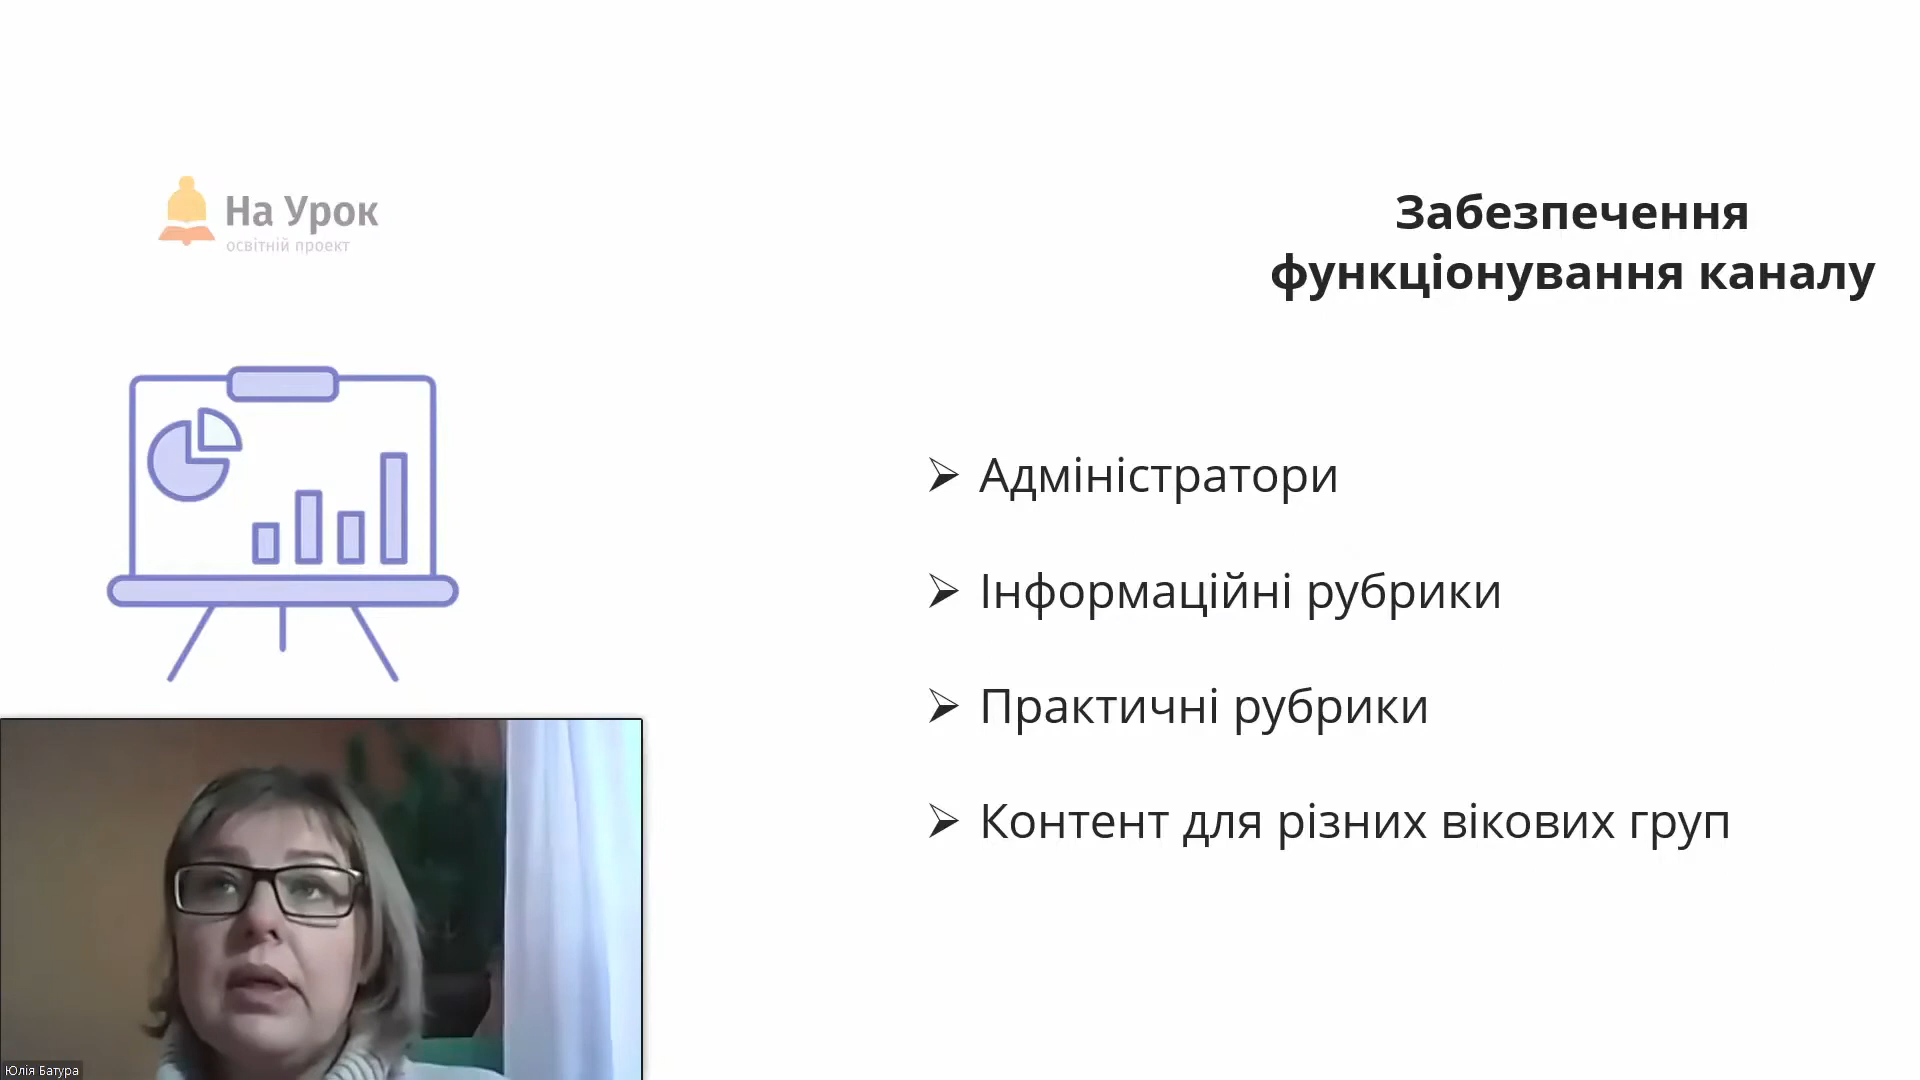 На Урок
освітній проект
Забезпечення
функціонування каналу
Адміністратори
Інформаційні рубрики
Практичні рубрики
Контент для різних вікових груп
Юлія Батура